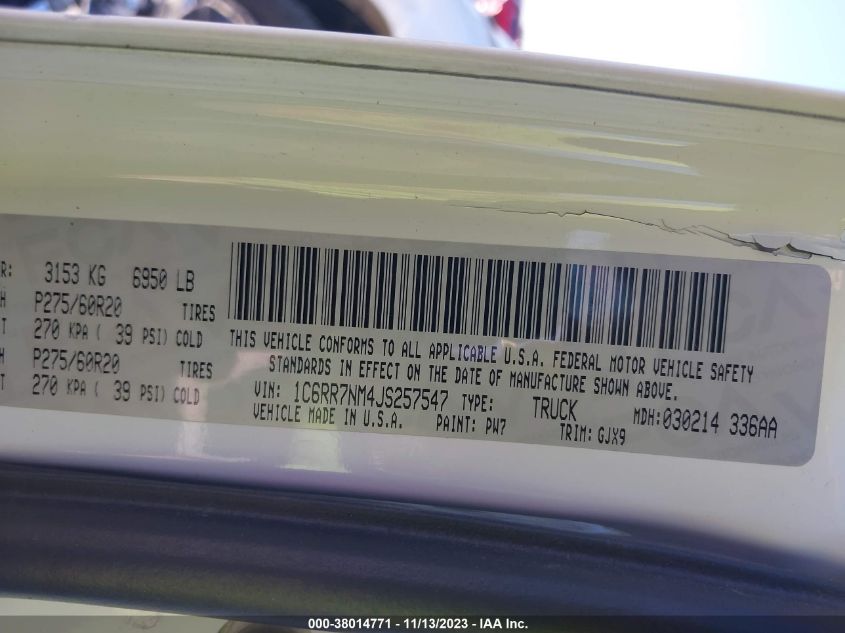 R: 3153 KG 6950 LB
H P275/60R20 TIRES
T 270 KPA ( 39 PSI) COLD
H P275/60R20 TIRES
T 270 KPA ( 39 PSI) COLD
THIS VEHICLE CONFORMS TO ALL APPLICABLE U.S.A. FEDERAL MOTOR VEHICLE SAFETY
STANDARDS IN EFFECT ON THE DATE OF MANUFACTURE SHOWN ABOVE.
VIN: 1C6RR7NM4JS257547 TYPE: TRUCK MDH:030214 336AA
VEHICLE MADE IN U.S.A. PAINT: PW7 TRIM: GJX9
000-38014771 — 11/13/2023 — IAA Inc.